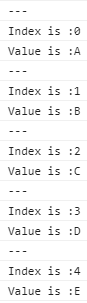 ---
Index is :0
Value is :A
---
Index is :1
Value is :B
---
Index is :2
Value is :C
---
Index is :3
Value is :D
---
Index is :4
Value is :E